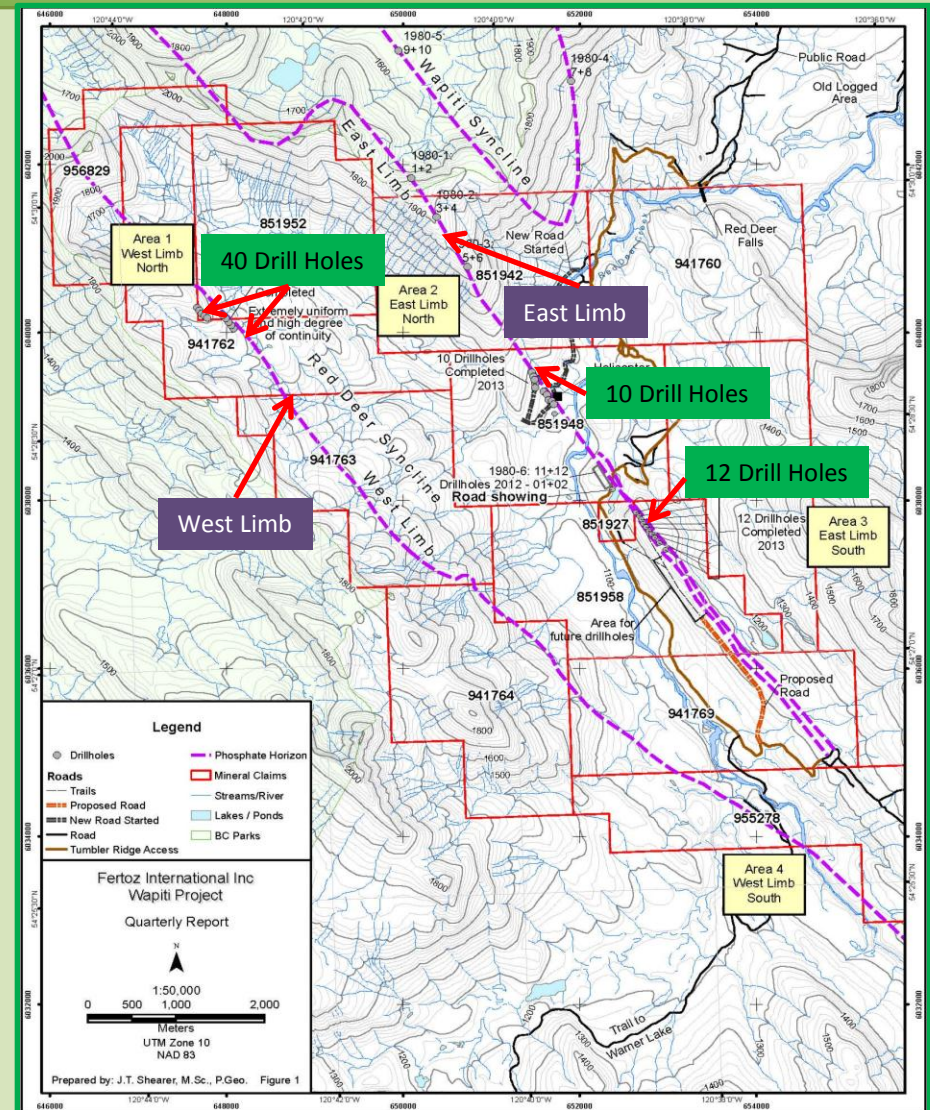 646000
648000
650000
652000
654000
120°44'0"W
120°42'0"W
120°40'0"W
120°38'0"W
120°36'0"W
1980-5:
9+10
1980-4:
7+8
Public Road
Old Logged
Area
Wapiti Syncline
East Limb
1980-1:
1+2
1980-2:
3+4
1980-3:
5+6
956829
851952
851942
New Road
Started
Red Deer
Falls
941760
Area 1
West Limb
North
40 Drill Holes
Completed
Extremely uniform
and high degree
of continuity
941762
Area 2
East Limb
North
East Limb
10 Drillholes
Completed
2013
10 Drill Holes
851948
Red Deer Syncline
West Limb
941763
West Limb
1980-6: 11+12
Drillholes 2012 - 01+02
Road showing
12 Drill Holes
851927
12 Drillholes
Completed
2013
Area 3
East Limb
South
851958
Area for
future drillholes
941764
Proposed
Road
941769
955278
Area 4
West Limb
South
Trail to
Warner Lake
Legend
Drillholes
Roads
Trails
Proposed Road
New Road Started
Road
Tumbler Ridge Access
Phosphate Horizon
Mineral Claims
Streams/River
Lakes / Ponds
BC Parks
Fertoz International Inc
Wapiti Project
Quarterly Report
N
1:50,000
0 500 1,000 2,000
Meters
UTM Zone 10
NAD 83
Prepared by: J.T. Shearer, M.Sc., P.Geo. Figure 1
6042000
6040000
6038000
6036000
6034000
6032000
646000
648000
650000
652000
654000
120°44'0"W
120°42'0"W
120°40'0"W
120°38'0"W